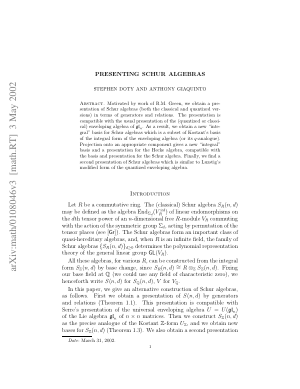 PRESENTING SCHUR ALGEBRAS
STEPHEN DOTY AND ANTHONY GIAQUINTO
Abstract. Motivated by work of R.M. Green, we obtain a pre-
sentation of Schur algebras (both the classical and quantized ver-
sions) in terms of generators and relations. The presentation is
compatible with the usual presentation of the (quantized or classi-
cal) enveloping algebra of gl_n. As a result, we obtain a new "inte-
gral" basis for Schur algebras which is a subset of Kostant's basis
of the integral form of the enveloping algebra (or its q-analogue).
Projection onto an appropriate component gives a new "integral"
basis and a presentation for the Hecke algebra, compatible with
the basis and presentation for the Schur algebra. Finally, we find a
second presentation of Schur algebras which is similar to Luzstig's
modified form of the quantized enveloping algebra.
Introduction
Let R be a commutative ring. The (classical) Schur algebra S_R(n, d)
may be defined as the algebra End_{Σ_d}(V_R^{⊗d}) of linear endomorphisms on
the dth tensor power of an n-dimensional free R-module V_R commuting
with the action of the symmetric group Σ_d, acting by permutation of the
tensor places (see [Gr]). The Schur algebras form an important class of
quasi-hereditary algebras, and, when R is an infinite field, the family of
Schur algebras {S_R(n, d)}_{d≥0} determines the polynomial representation
theory of the general linear group GL(V_R).
All these algebras, for various R, can be constructed from the integral
form S_Z(n, d) by base change, since S_R(n, d) ≅ R ⊗_Z S_Z(n, d). Fixing
our base field at Q (we could use any field of characteristic zero), we
henceforth write S(n, d) for S_Q(n, d), V for V_Q.
In this paper, we give an alternative construction of Schur algebras,
as follows. First we obtain a presentation of S(n, d) by generators
and relations (Theorem 1.1). This presentation is compatible with
Serre's presentation of the universal enveloping algebra U = U(gl_n)
of the Lie algebra gl_n of n × n matrices. Then we construct S_Z(n, d)
as the precise analogue of the Kostant Z-form U_Z, and we obtain new
bases for S_Z(n, d) (Theorem 1.3). We also obtain a second presentation
Date: March 31, 2002.
1
arXiv:math/0108046v3 [math.RT] 3 May 2002